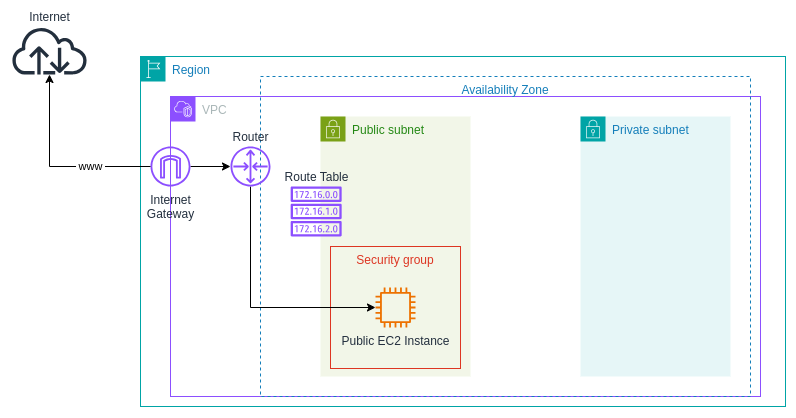 Internet
Region
Availability Zone
VPC
Public subnet
Private subnet
Router
www
Route Table
172.16.0.0
172.16.1.0
172.16.2.0
Internet
Gateway
Security group
Public EC2 Instance